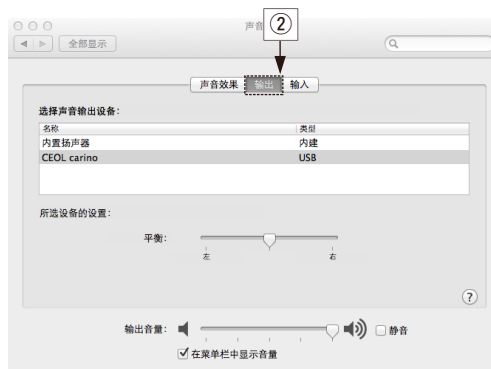 声音
②
全部显示
声音效果 输出 输入
选择声音输出设备：
名称 类型
内置扬声器 内建
CEOL carino USB
所选设备的设置：
平衡：
左 右
?
输出音量： 静音
在菜单栏中显示音量